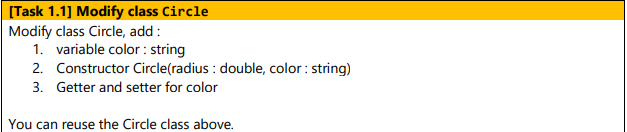 [Task 1.1] Modify class Circle
Modify class Circle, add :
1. variable color : string
2. Constructor Circle(radius : double, color : string)
3. Getter and setter for color
You can reuse the Circle class above.